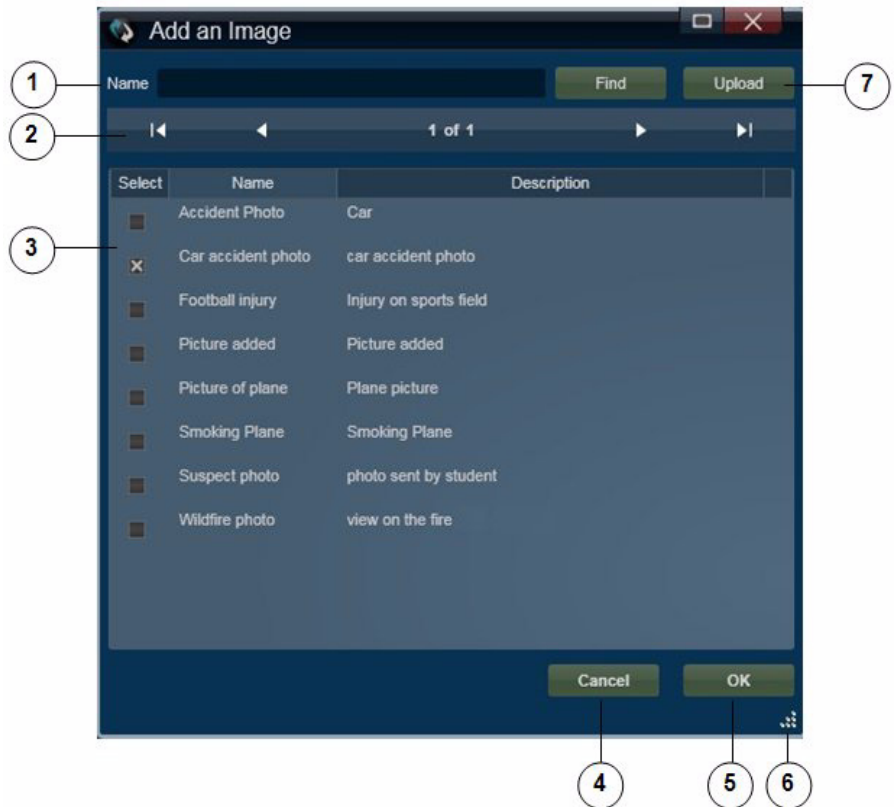 Add an Image
1 Name Find Upload 7
2 1 of 1
Select Name Description
Accident Photo Car
3
Car accident photo car accident photo
Football injury Injury on sports field
Picture added Picture added
Picture of plane Plane picture
Smoking Plane Smoking Plane
Suspect photo photo sent by student
Wildfire photo view on the fire
Cancel OK
4 5 6